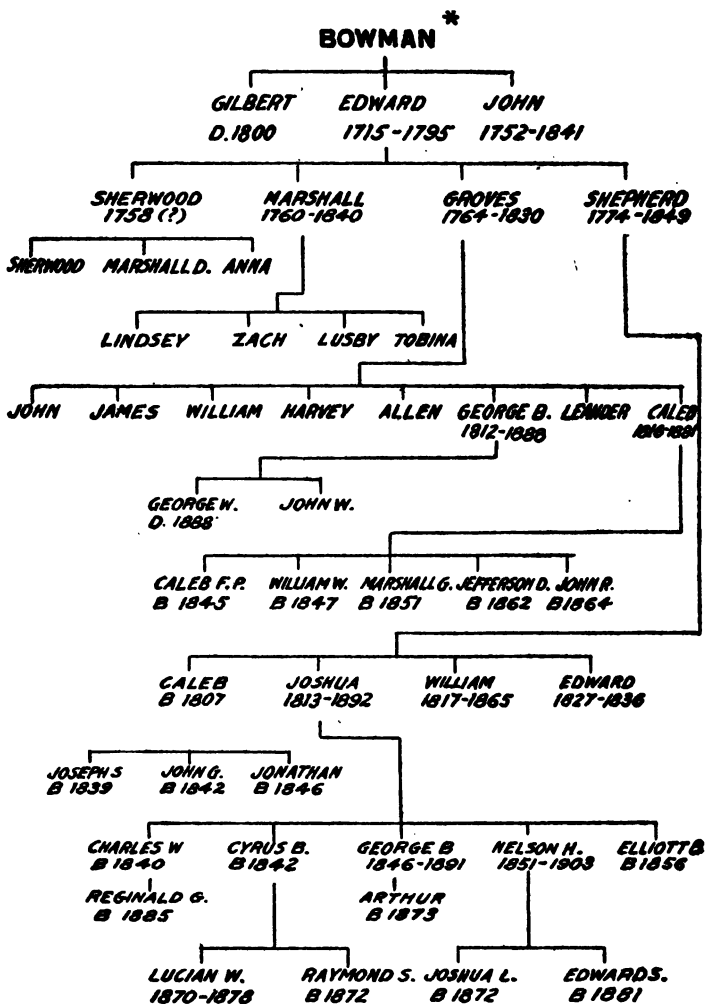 BOWMAN *
GILBERT EDWARD JOHN
D. 1800 1715-1795 1752-1841
SHERWOOD MARSHALL GROVES SHEPHERD
1758 (?) 1760-1840 1764-1830 1774-1849
SHERWOOD MARSHALL D. ANNA
LINDSEY ZACH LUSBY TOBINA
JOHN JAMES WILLIAM HARVEY ALLEN GEORGE B. LEANDER CALEB
1812-1888 1816-1881
GEORGE W. JOHN W.
D. 1888
CALEB F.P. WILLIAM W. MARSHALL G. JEFFERSON D. JOHN R.
B 1845 B 1847 B 1851 B 1862 B 1864
CALEB JOSHUA WILLIAM EDWARD
B 1807 1813-1892 1817-1865 1827-1836
JOSEPH S JOHN G. JONATHAN
B 1839 B 1842 B 1846
CHARLES W CYRUS B. GEORGE B NELSON H. ELLIOTT B
B 1840 B 1842 1846-1891 1851-1903 B 1856
REGINALD G. ARTHUR
B 1885 B 1873
LUCIAN W. RAYMOND S. JOSHUA L. EDWARD S.
1870-1878 B 1872 B 1872 B 1881